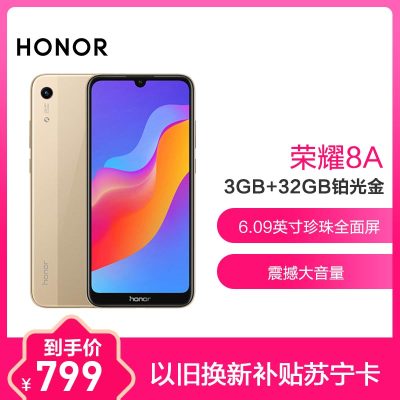 HONOR
荣耀8A
3GB+32GB铂光金
6.09英寸珍珠全面屏
震撼大音量
honor
honor
到手价
¥799
以旧换新补贴苏宁卡